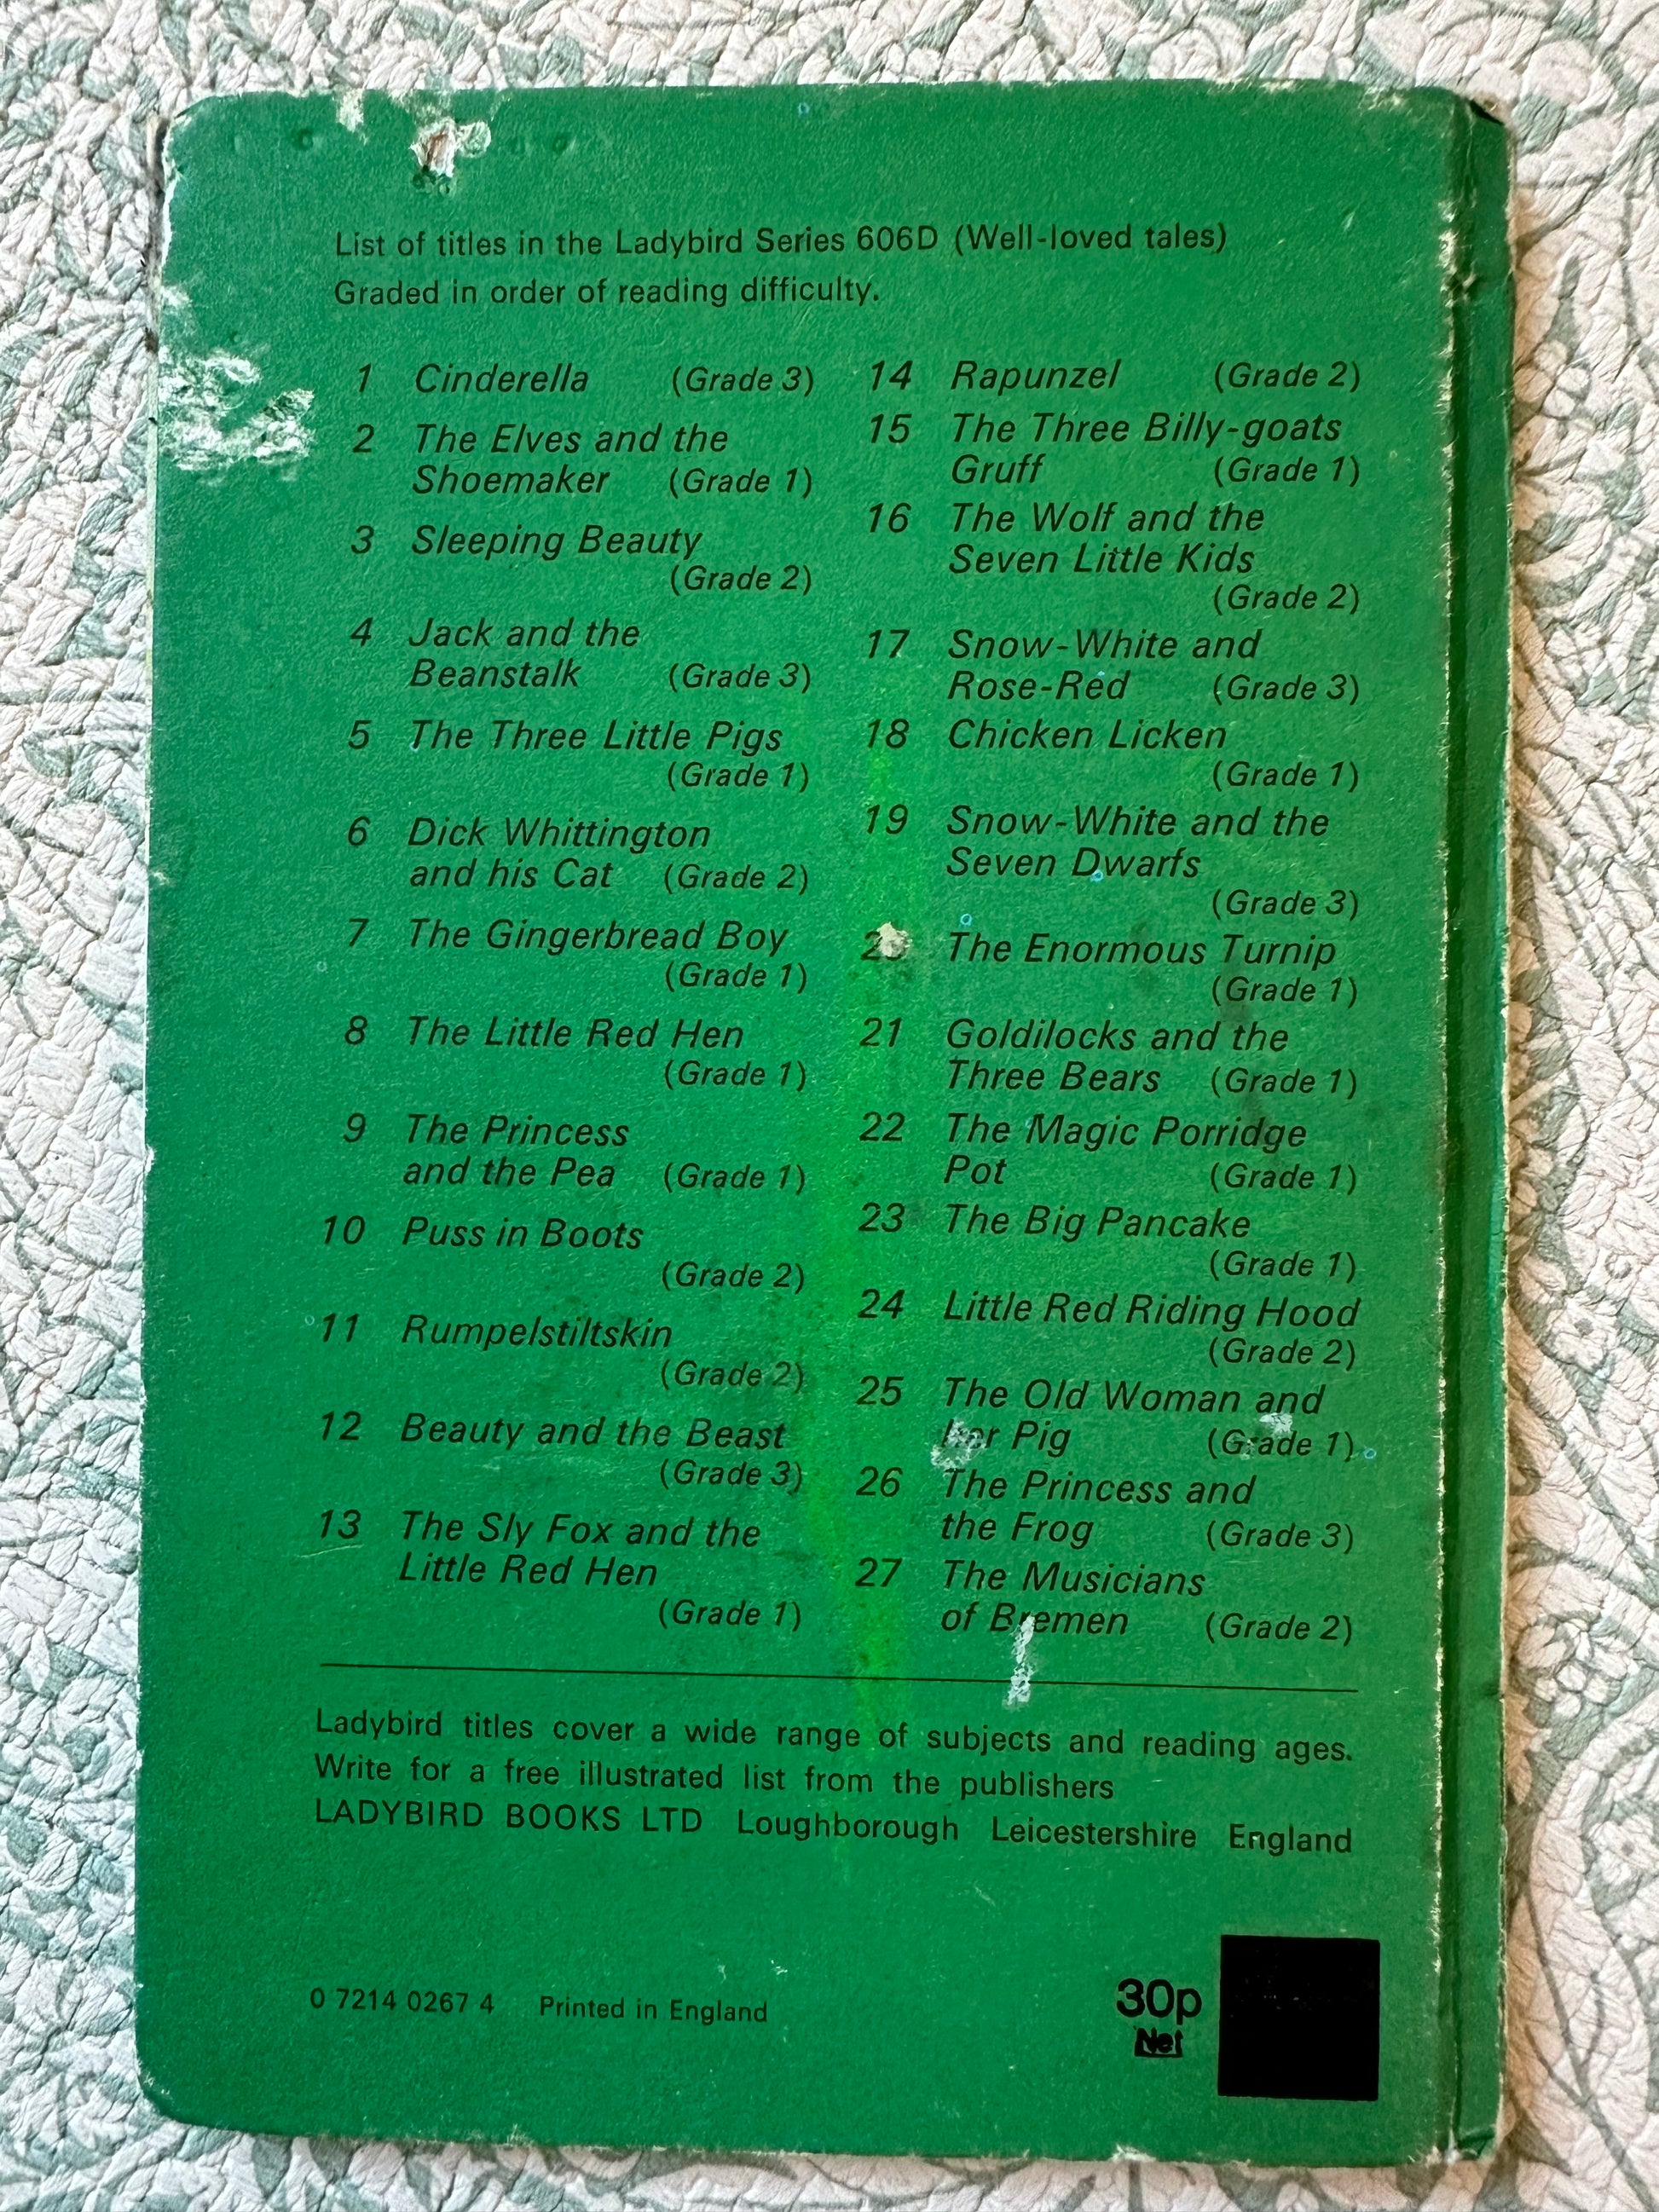 List of titles in the Ladybird Series 606D (Well-loved tales)
Graded in order of reading difficulty.
1 Cinderella (Grade 3)
2 The Elves and the
Shoemaker (Grade 1)
3 Sleeping Beauty
(Grade 2)
4 Jack and the
Beanstalk (Grade 3)
5 The Three Little Pigs
(Grade 1)
6 Dick Whittington
and his Cat (Grade 2)
7 The Gingerbread Boy
(Grade 1)
8 The Little Red Hen
(Grade 1)
9 The Princess
and the Pea (Grade 1)
10 Puss in Boots
(Grade 2)
11 Rumpelstiltskin
(Grade 2)
12 Beauty and the Beast
(Grade 3)
13 The Sly Fox and the
Little Red Hen
(Grade 1)
14 Rapunzel (Grade 2)
15 The Three Billy-goats
Gruff (Grade 1)
16 The Wolf and the
Seven Little Kids
(Grade 2)
17 Snow-White and
Rose-Red (Grade 3)
18 Chicken Licken
(Grade 1)
19 Snow-White and the
Seven Dwarfs
(Grade 3)
20 The Enormous Turnip
(Grade 1)
21 Goldilocks and the
Three Bears (Grade 1)
22 The Magic Porridge
Pot (Grade 1)
23 The Big Pancake
(Grade 1)
24 Little Red Riding Hood
(Grade 2)
25 The Old Woman and
her Pig (Grade 1)
26 The Princess and
the Frog (Grade 3)
27 The Musicians
of Bremen (Grade 2)
Ladybird titles cover a wide range of subjects and reading ages.
Write for a free illustrated list from the publishers
LADYBIRD BOOKS LTD Loughborough Leicestershire England
0 7214 0267 4 Printed in England
30p
Net